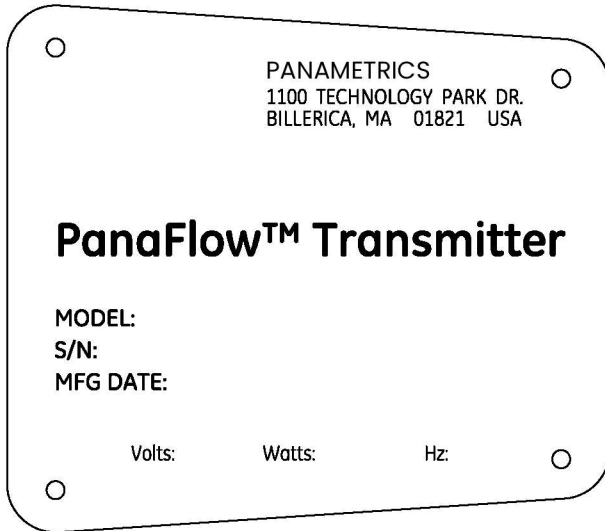 PANAMETRICS
1100 TECHNOLOGY PARK DR.
BILLERICA, MA 01821 USA
PanaFlow™ Transmitter
MODEL:
S/N:
MFG DATE:
Volts: Watts: Hz: